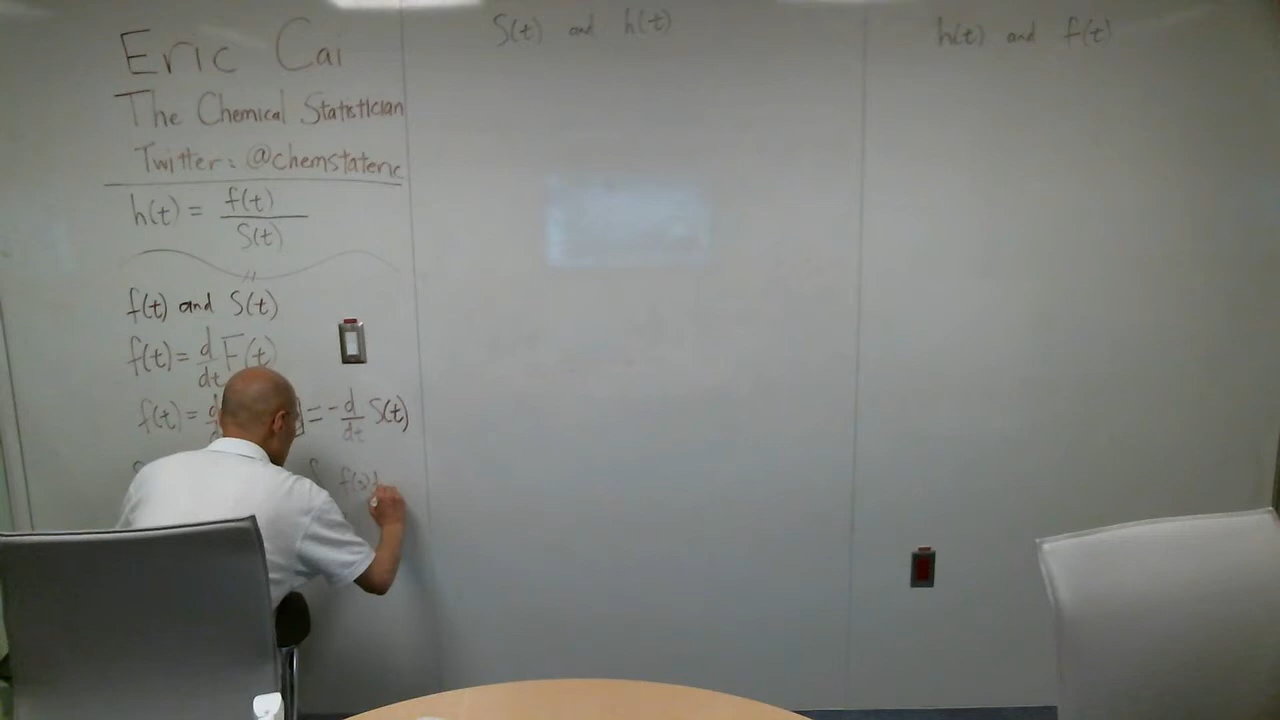 Eric Cai
The Chemical Statistician
Twitter: @chemstateric
h(t) = f(t)
S(t)
f(t) and S(t)
f(t) = d F(t)
dt
f(t) = = - d S(t)
dt
f(s)
S(t) and h(t)
h(t) and f(t)